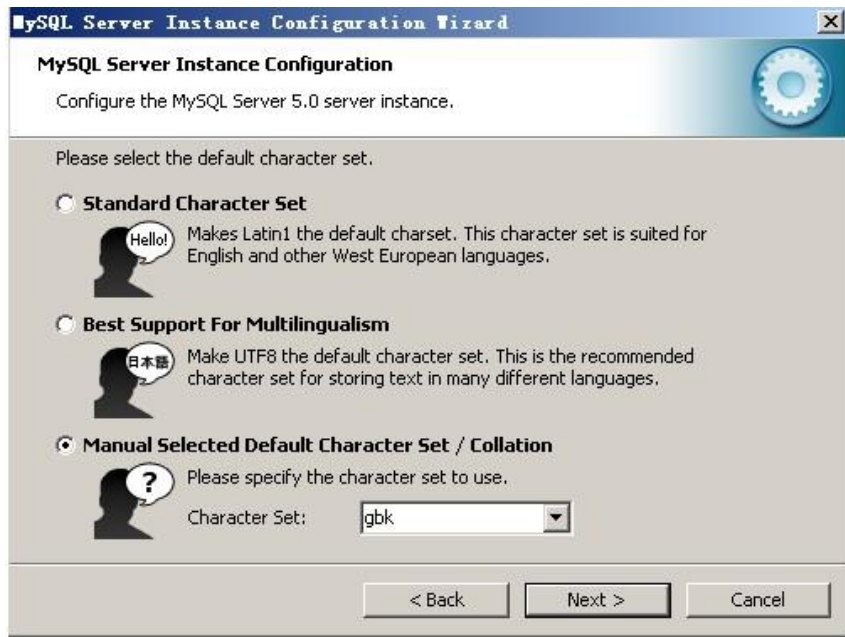 MySQL Server Instance Configuration Wizard
MySQL Server Instance Configuration
Configure the MySQL Server 5.0 server instance.
Please select the default character set.
Standard Character Set
Hello!
Makes Latin1 the default charset. This character set is suited for
English and other West European languages.
Best Support For Multilingualism
日本語
Make UTF8 the default character set. This is the recommended
character set for storing text in many different languages.
Manual Selected Default Character Set / Collation
?
Please specify the character set to use.
Character Set: gbk
< Back Next > Cancel